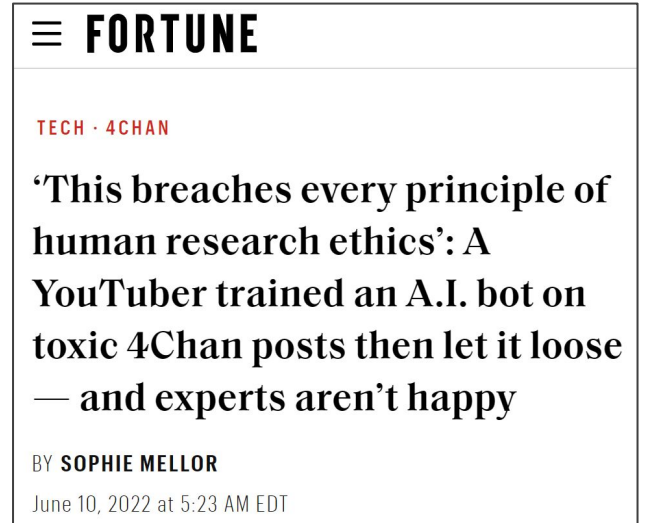 FORTUNE
TECH · 4CHAN
‘This breaches every principle of
human research ethics’: A
YouTuber trained an A.I. bot on
toxic 4Chan posts then let it loose
— and experts aren’t happy
BY SOPHIE MELLOR
June 10, 2022 at 5:23 AM EDT